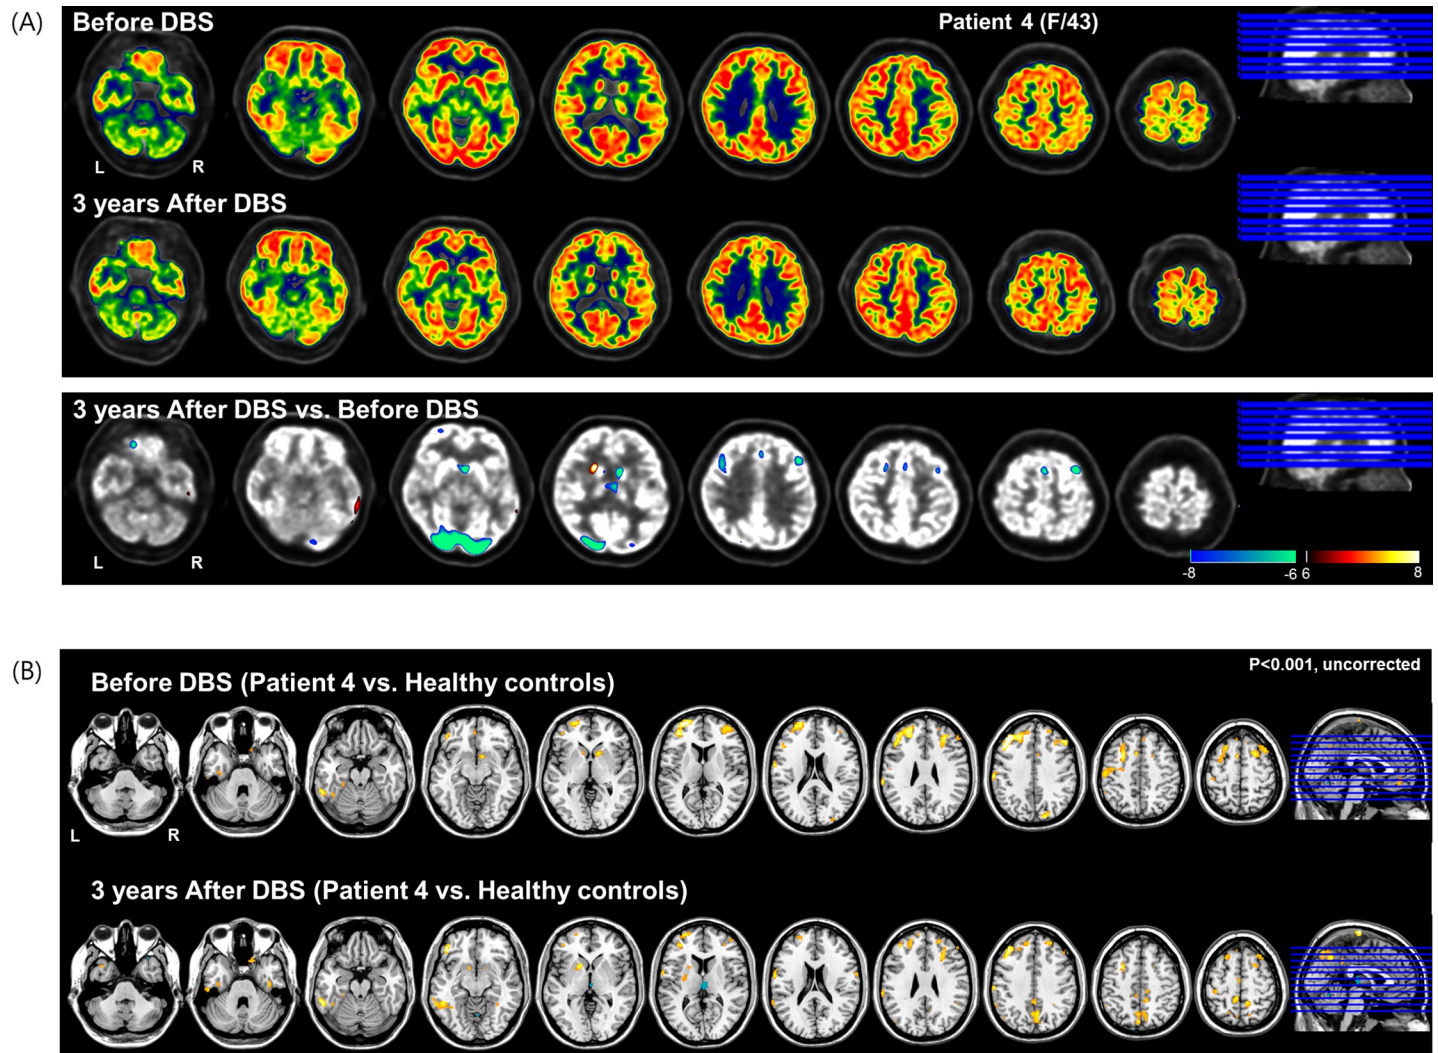 (A)
Before DBS
Patient 4 (F/43)
L R
3 years After DBS
3 years After DBS vs. Before DBS
L R
-8 -6 6 8
(B)
P<0.001, uncorrected
Before DBS (Patient 4 vs. Healthy controls)
L R
3 years After DBS (Patient 4 vs. Healthy controls)